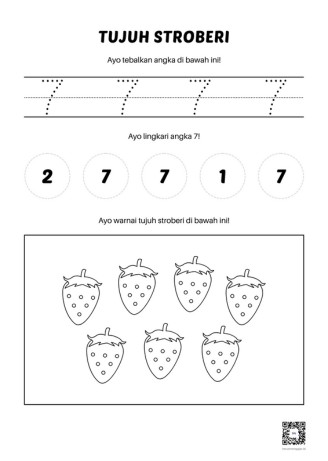 TUJUH STROBERI
Ayo tebalkan angka di bawah ini!
7 7 7 7
Ayo lingkari angka 7!
2 7 7 1 7
Ayo warnai tujuh stroberi di bawah ini!